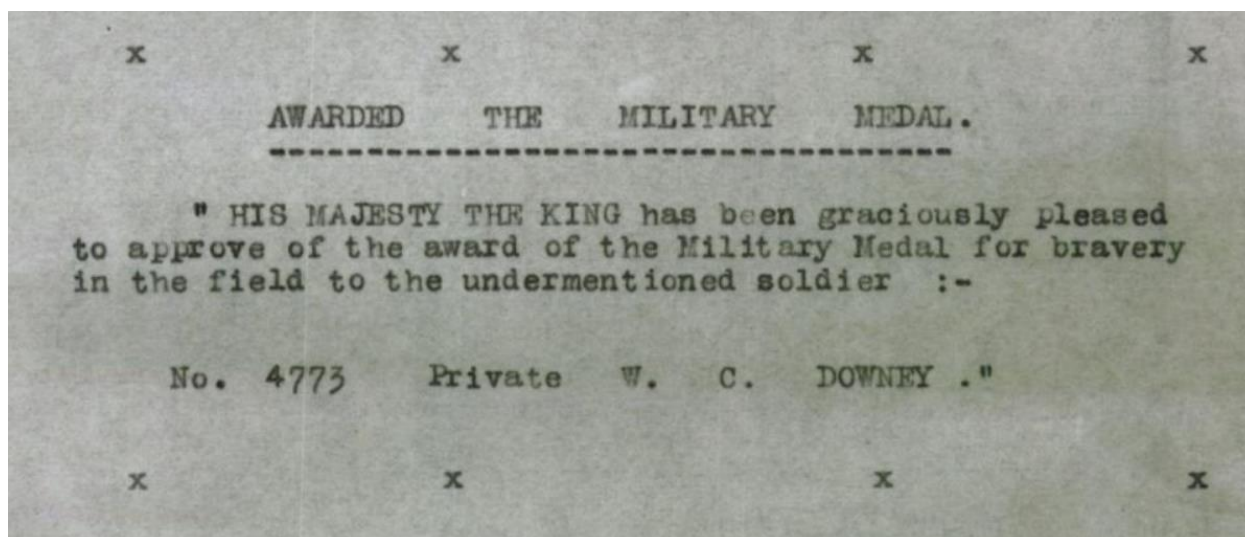 x x x x
AWARDED THE MILITARY MEDAL.
-----------------------------------
" HIS MAJESTY THE KING has been graciously pleased
to approve of the award of the Military Medal for bravery
in the field to the undermentioned soldier :-
No. 4773 Private W. C. DOWNEY ."
x x x x